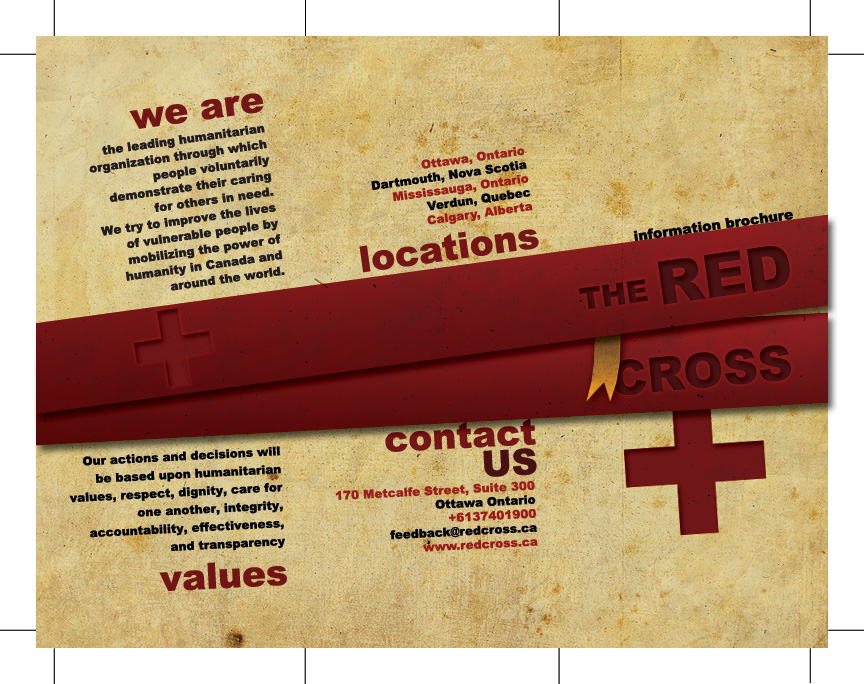 we are
the leading humanitarian
organization through which
people voluntarily
demonstrate their caring
for others in need.
We try to improve the lives
of vulnerable people by
mobilizing the power of
humanity in Canada and
around the world.
Our actions and decisions will
be based upon humanitarian
values, respect, dignity, care for
one another, integrity,
accountability, effectiveness,
and transparency
values
Ottawa, Ontario
Dartmouth, Nova Scotia
Mississauga, Ontario
Verdun, Quebec
Calgary, Alberta
locations
contact
US
170 Metcalfe Street, Suite 300
Ottawa Ontario
+6137401900
feedback@redcross.ca
www.redcross.ca
information brochure
THE RED
CROSS